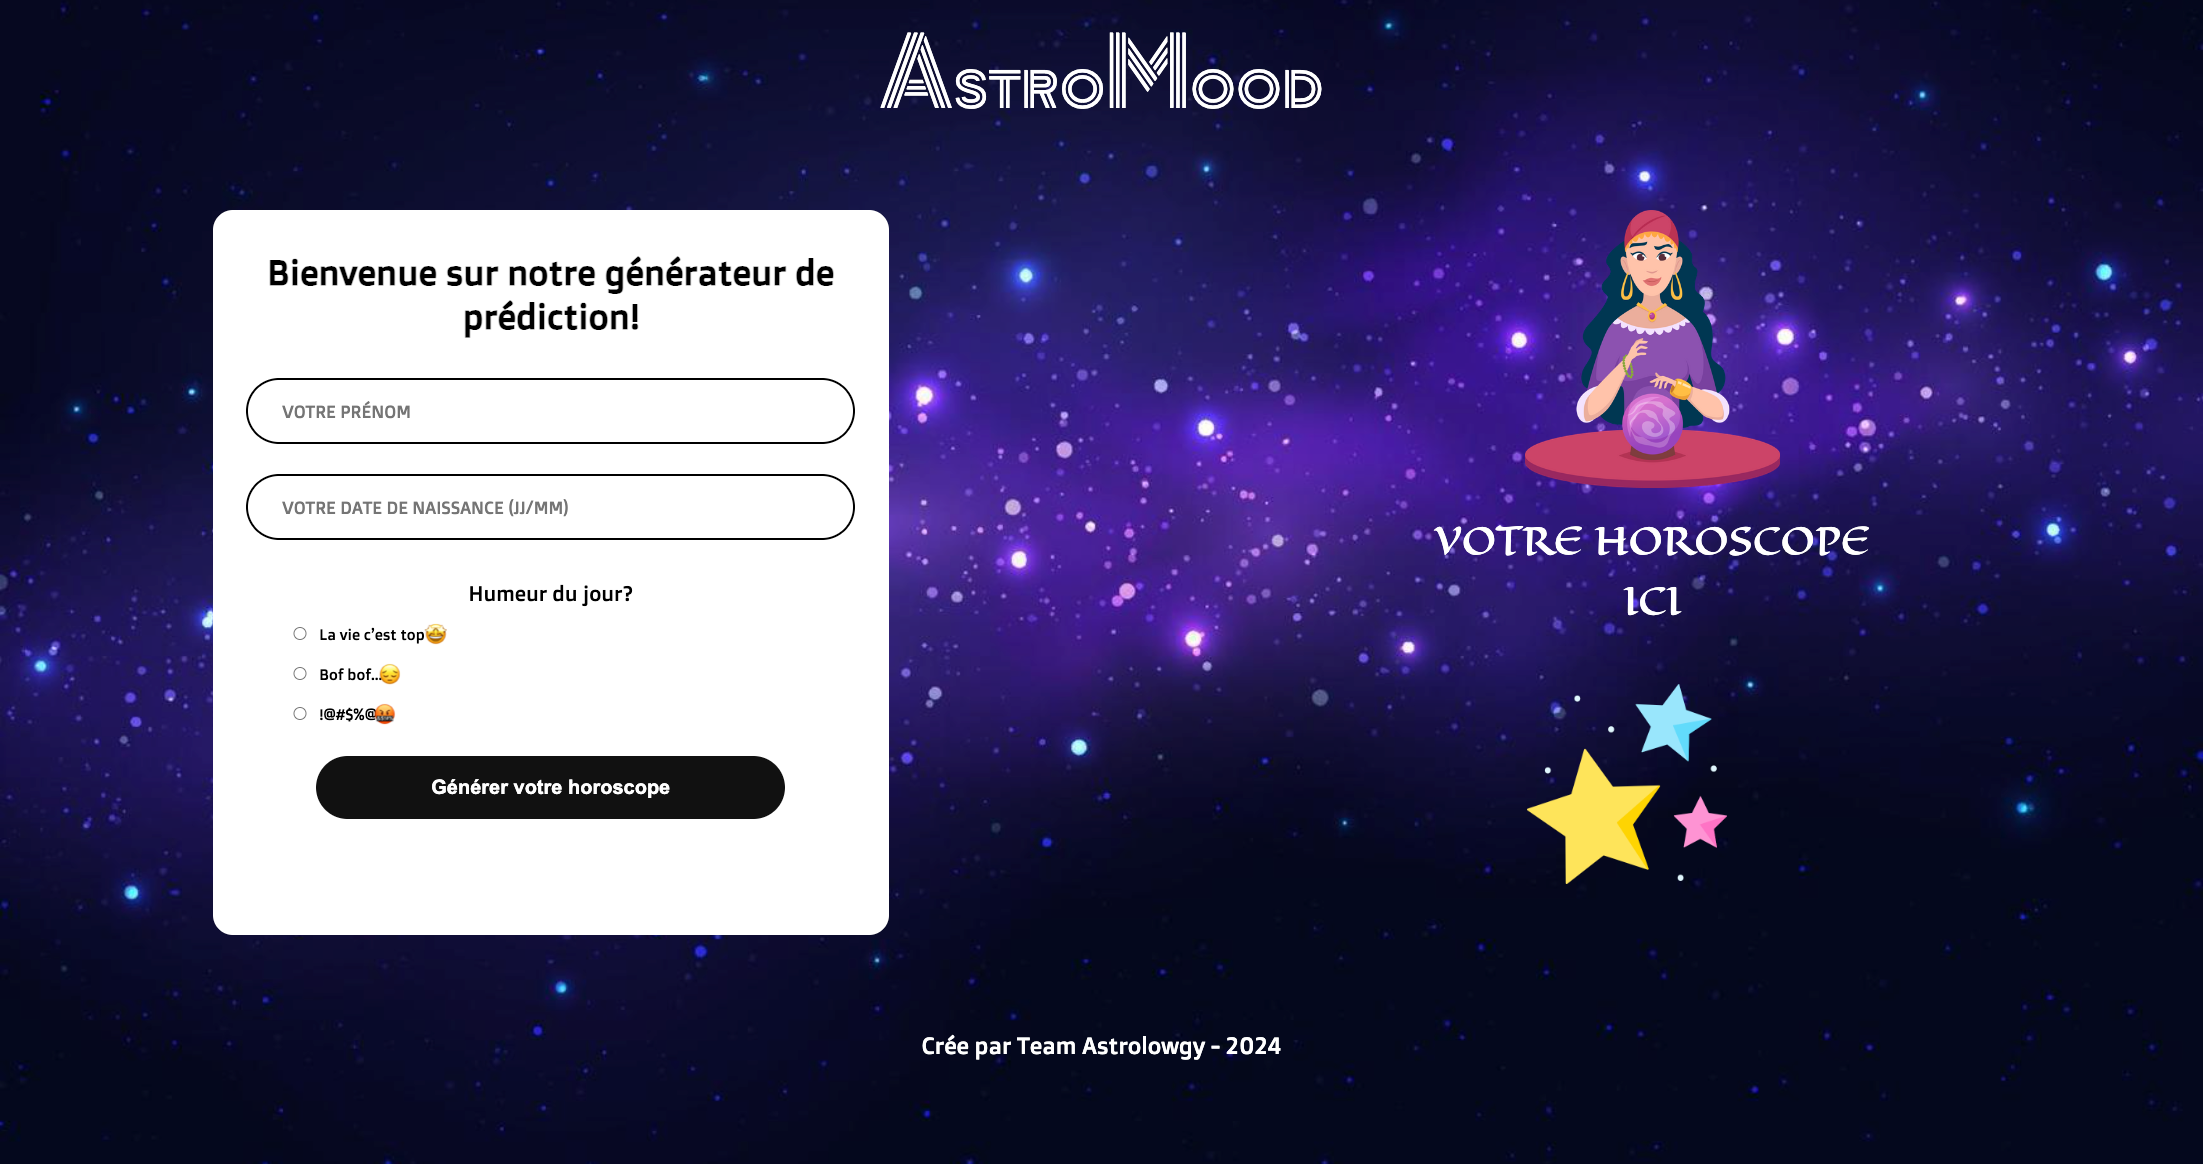 AstroMood
Bienvenue sur notre générateur de
prédiction!
VOTRE PRÉNOM
VOTRE DATE DE NAISSANCE (JJ/MM)
Humeur du jour?
La vie c’est top🤩
Bof bof...😔
!@#$%@🤬
Générer votre horoscope
VOTRE HOROSCOPE
ICI
Crée par Team Astrolowgy - 2024